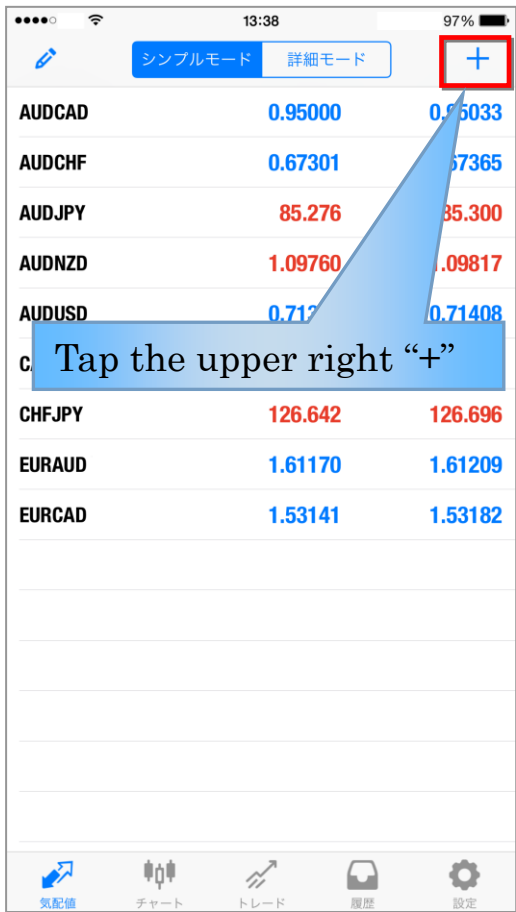 13:38 97%
シンプルモード 詳細モード +
AUDCAD 0.95000
AUDCHF 0.67301
AUDJPY 85.276
AUDNZD 1.09760
AUDUSD 0.71408
Tap the upper right “+”
CHFJPY 126.642 126.696
EURAUD 1.61170 1.61209
EURCAD 1.53141 1.53182
気配値 チャート トレード 履歴 設定